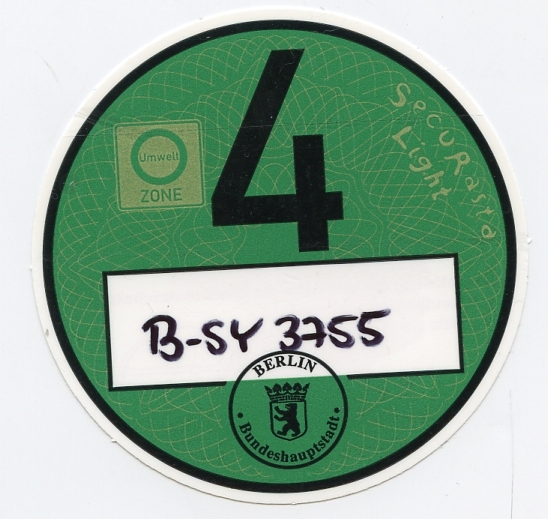 4
SecuRasta
Light
Umwelt
ZONE
B-SY 3755
BERLIN
Bundeshauptstadt